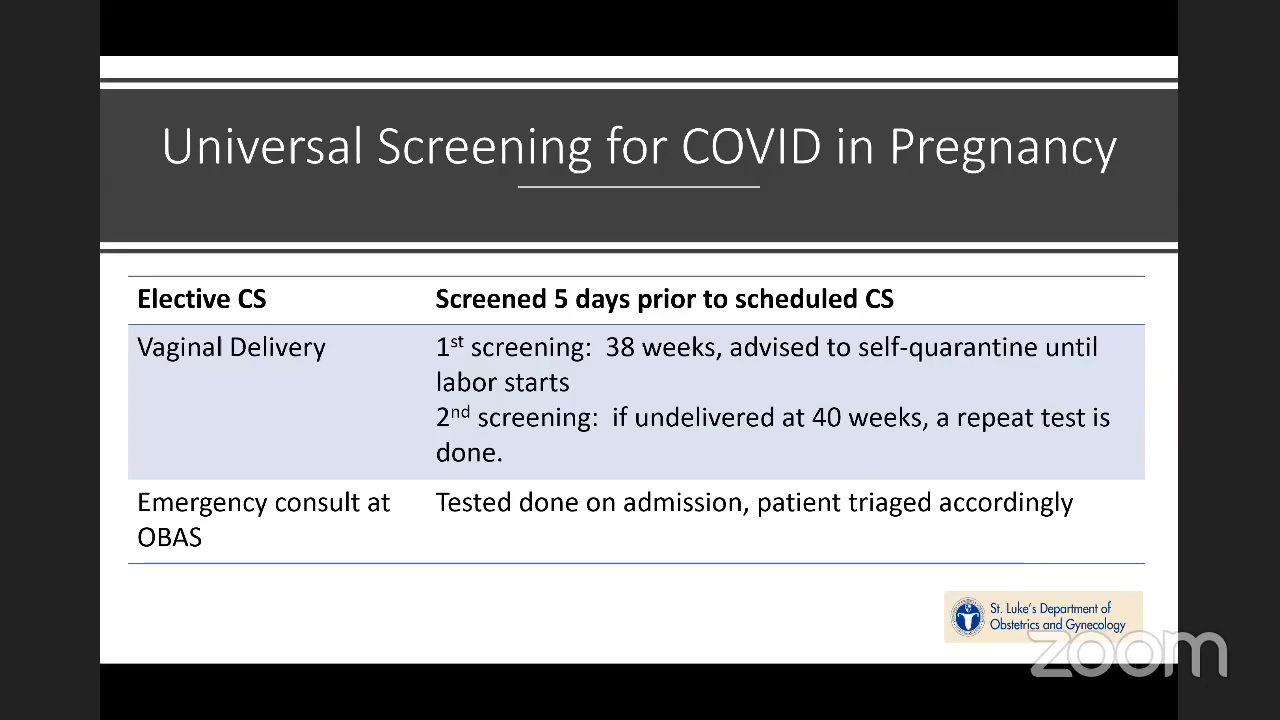 Universal Screening for COVID in Pregnancy
Elective CS
Screened 5 days prior to scheduled CS
Vaginal Delivery
1st screening: 38 weeks, advised to self-quarantine until
labor starts
2nd screening: if undelivered at 40 weeks, a repeat test is
done.
Emergency consult at
OBAS
Tested done on admission, patient triaged accordingly
St. Luke's Department of
Obstetrics and Gynecology
zoom